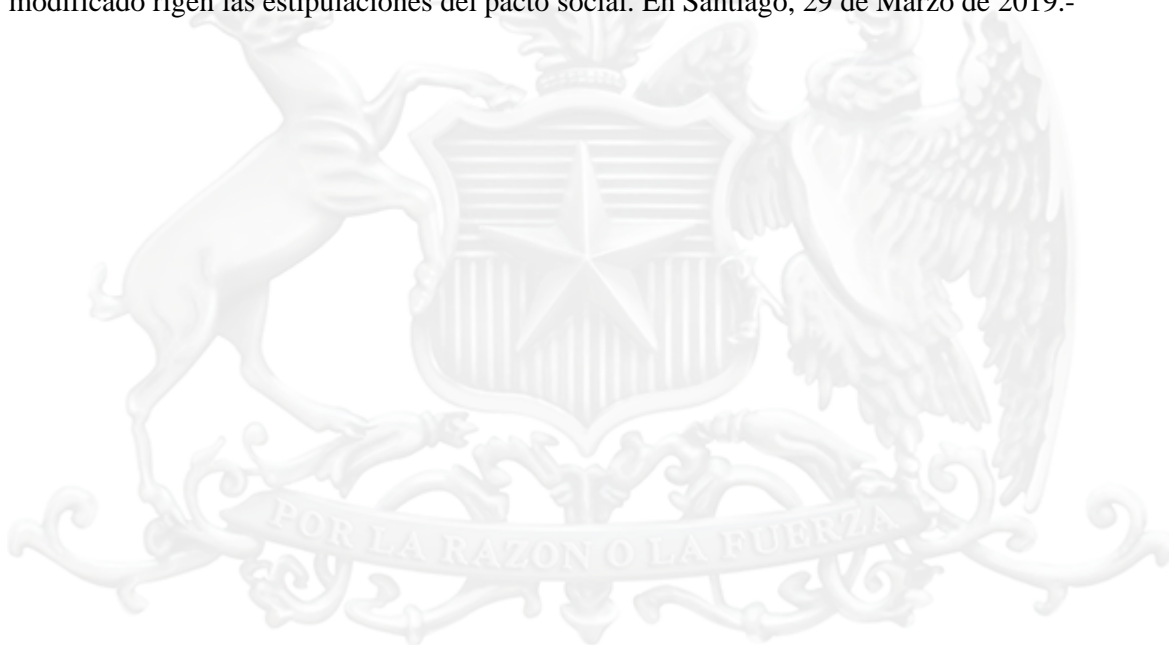 modificado rigen las estipulaciones del pacto social. En Santiago, 29 de Marzo de 2019.-
POR LA RAZON O LA FUERZA